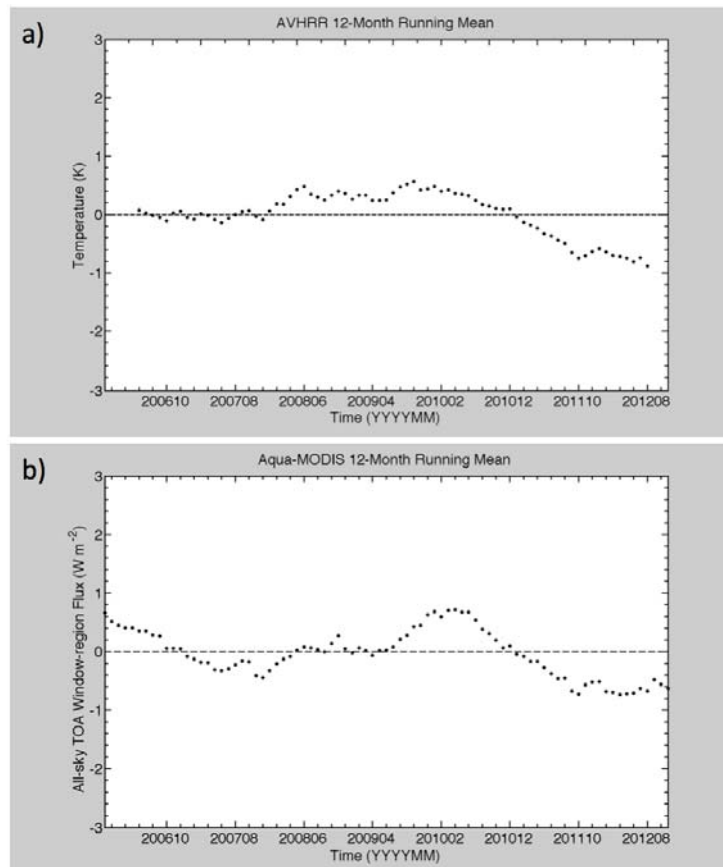 a)
AVHRR 12-Month Running Mean
3
2
1
0
-1
-2
-3
Temperature (K)
200610 200708 200806 200904 201002 201012 201110 201208
Time (YYYYMM)
b)
Aqua-MODIS 12-Month Running Mean
3
2
1
0
-1
-2
-3
All-sky TOA Window-region Flux (W m-2)
200610 200708 200806 200904 201002 201012 201110 201208
Time (YYYYMM)